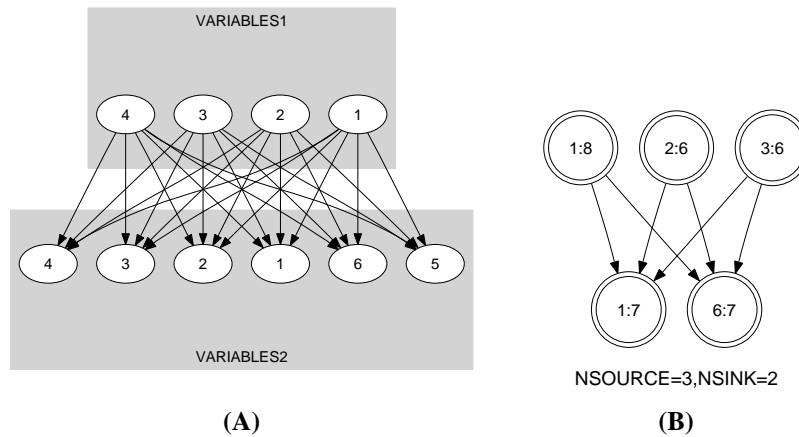 VARIABLES1
4 3 2 1
4 3 2 1 6 5
VARIABLES2
(A)
1:8 2:6 3:6
1:7 6:7
NSOURCE=3,NSINK=2
(B)